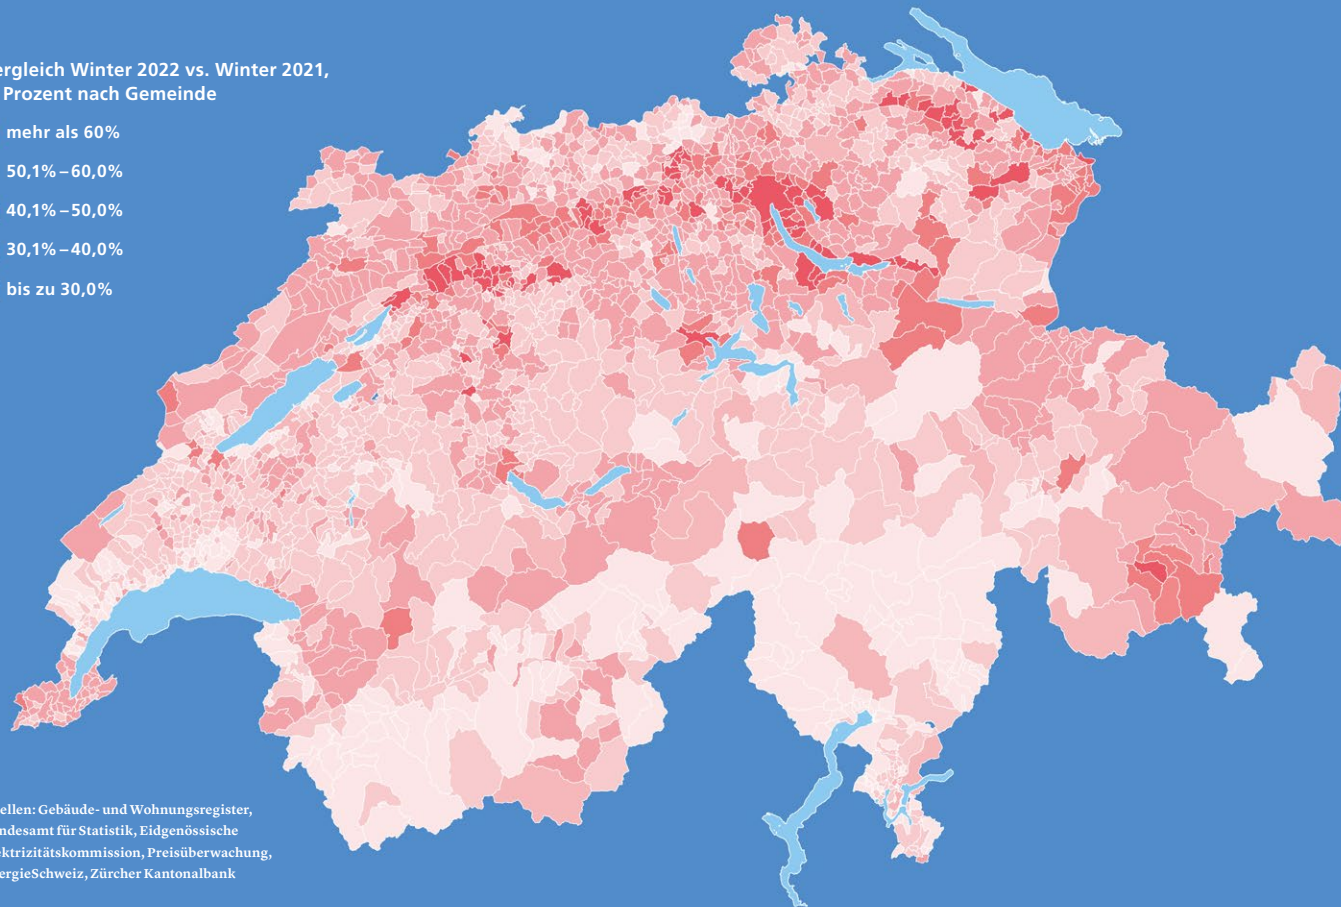 ergleich Winter 2022 vs. Winter 2021,
Prozent nach Gemeinde
mehr als 60%
50,1%–60,0%
40,1%–50,0%
30,1%–40,0%
bis zu 30,0%
ellen: Gebäude- und Wohnungsregister,
ndesamt für Statistik, Eidgenössische
ektrizitätskommission, Preisüberwachung,
ergieSchweiz, Zürcher Kantonalbank